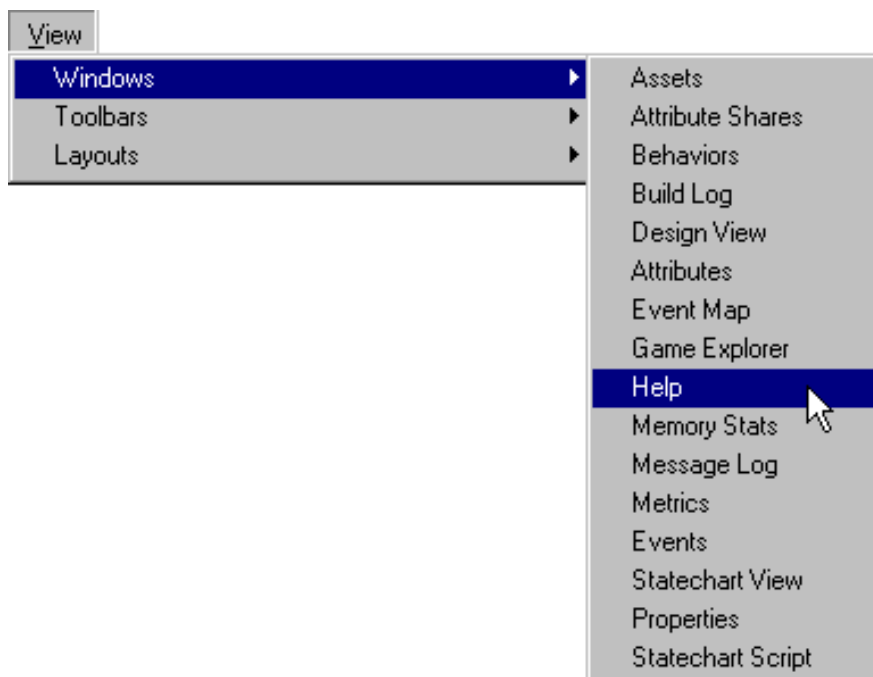 View
Windows
Toolbars
Layouts
Assets
Attribute Shares
Behaviors
Build Log
Design View
Attributes
Event Map
Game Explorer
Help
Memory Stats
Message Log
Metrics
Events
Statechart View
Properties
Statechart Script